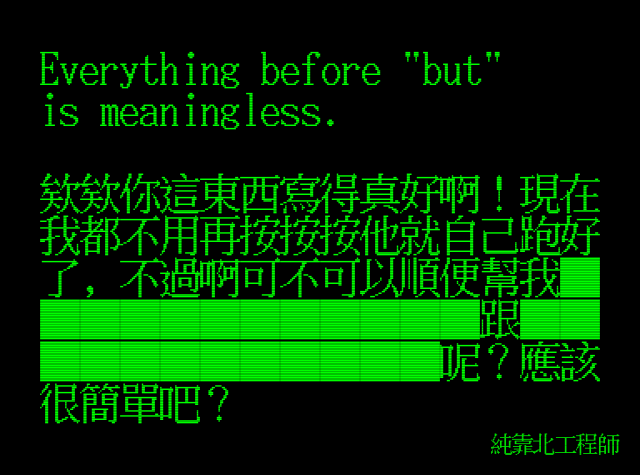 Everything before "but"
is meaningless.
欸欸你這東西寫得真好啊！現在
我都不用再按按按他就自己跑好
了，不過啊可不可以順便幫我██
███████████跟██
██████████呢？應該
很簡單吧？
純靠北工程師